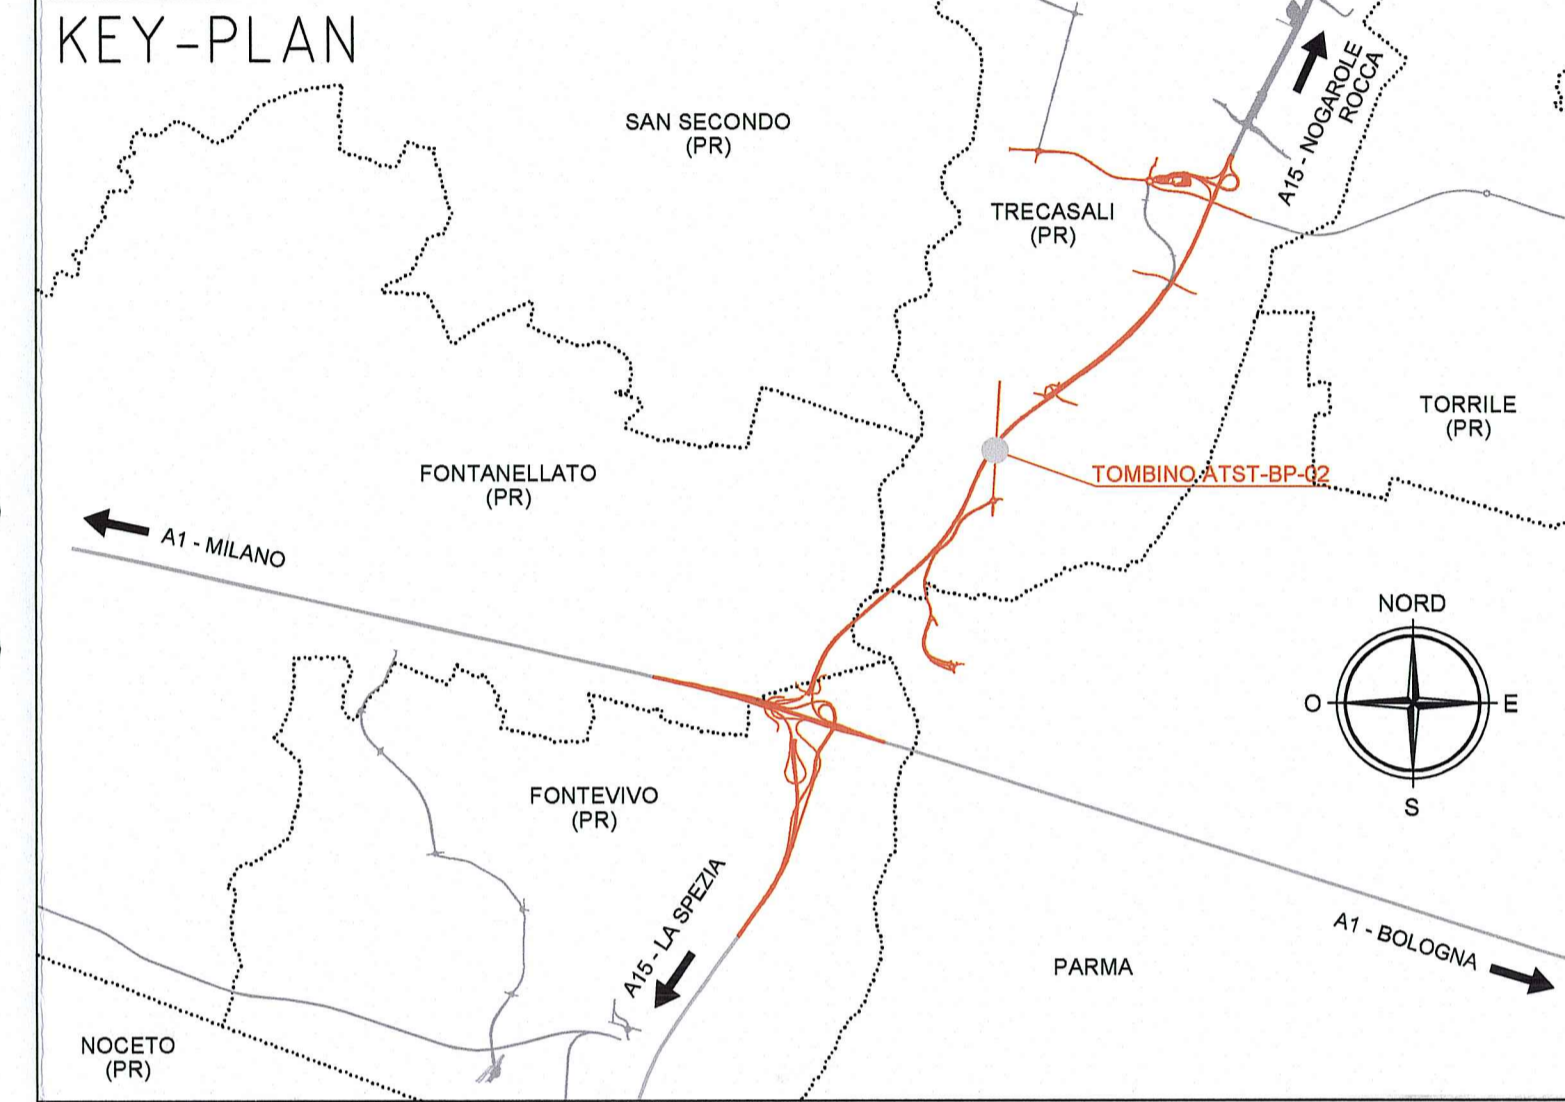 KEY-PLAN
SAN SECONDO
(PR)
A15 - NOGAROLE
ROCCA
TRECASALI
(PR)
TORRILE
(PR)
FONTANELLATO
(PR)
TOMBINO ATST-BP-02
A1 - MILANO
NORD
O
E
S
FONTEVIVO
(PR)
A15 - LA SPEZIA
A1 - BOLOGNA
PARMA
NOCETO
(PR)